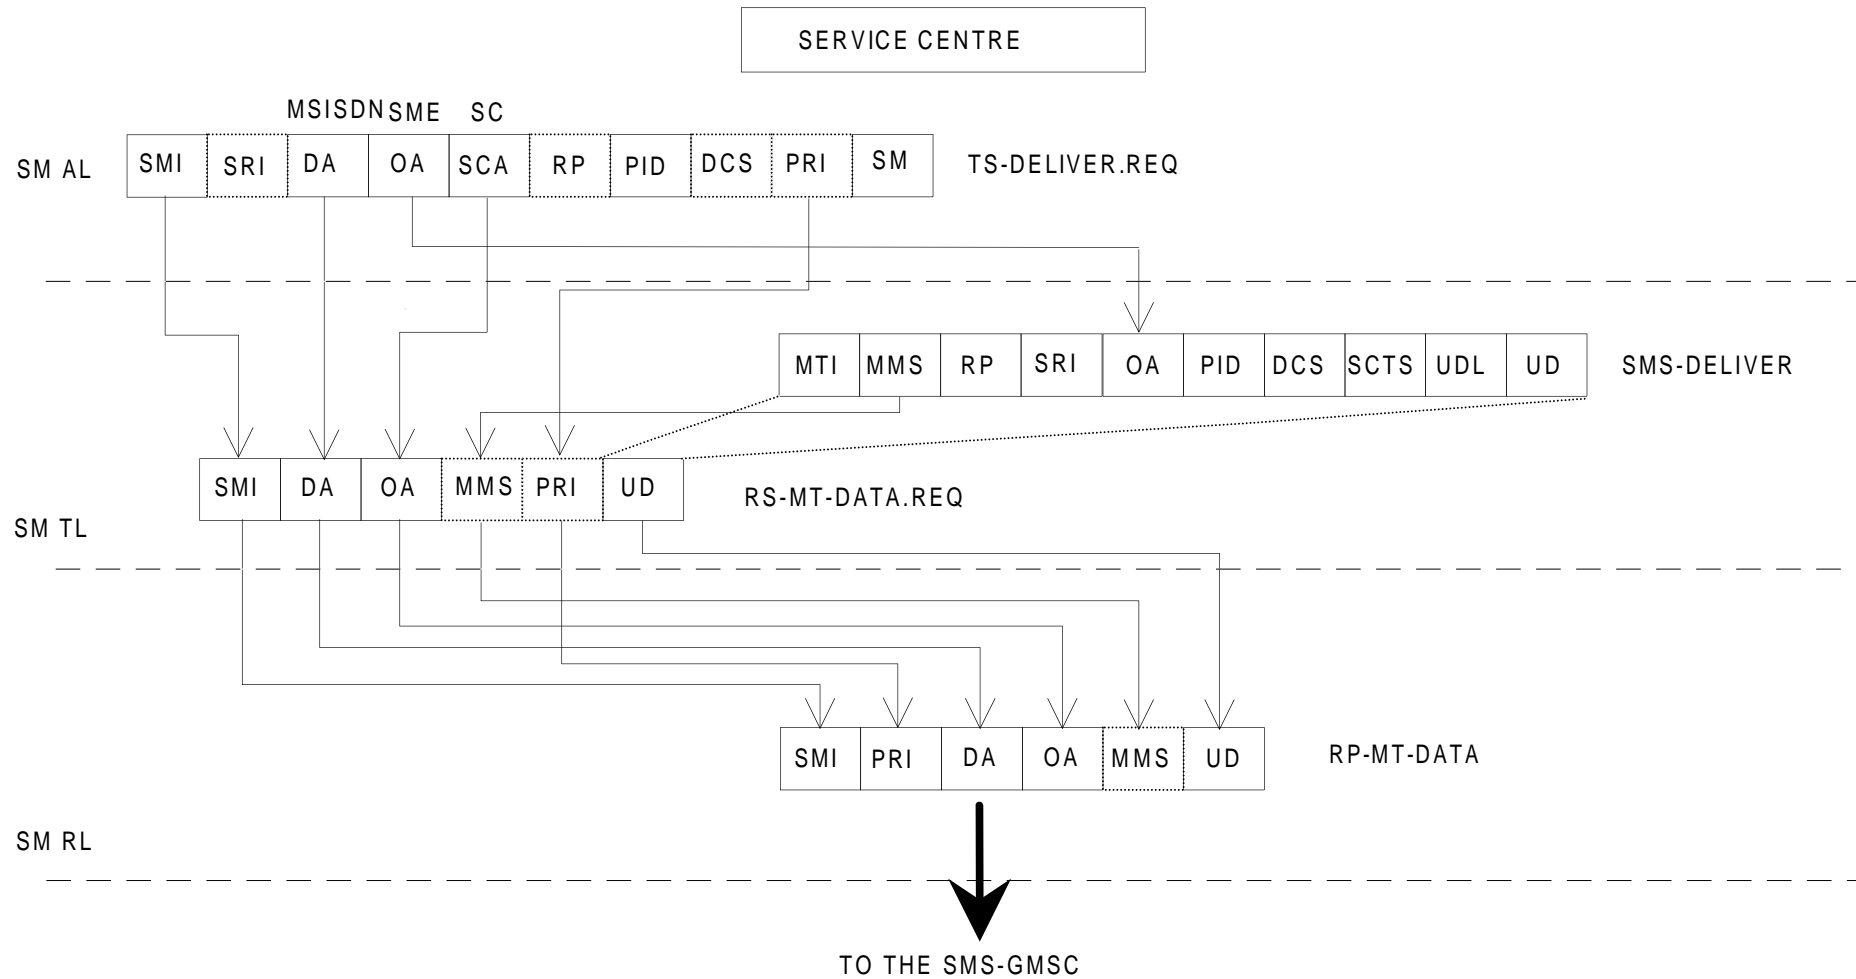 SERVICE CENTRE
MSISDN SME SC
SM AL SMI SRI DA OA SCA RP PID DCS PRI SM TS-DELIVER.REQ
MTI MMS RP SRI OA PID DCS SCTS UDL UD SMS-DELIVER
SMI DA OA MMS PRI UD RS-MT-DATA.REQ
SM TL
SMI PRI DA OA MMS UD RP-MT-DATA
SM RL
TO THE SMS-GMSC